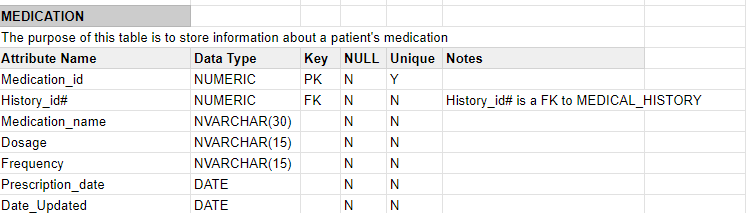 MEDICATION
The purpose of this table is to store information about a patient's medication
Attribute Name Data Type Key NULL Unique Notes
Medication_id NUMERIC PK N Y
History_id# NUMERIC FK N N History_id# is a FK to MEDICAL_HISTORY
Medication_name NVARCHAR(30) N N
Dosage NVARCHAR(15) N N
Frequency NVARCHAR(15) N N
Prescription_date DATE N N
Date_Updated DATE N N